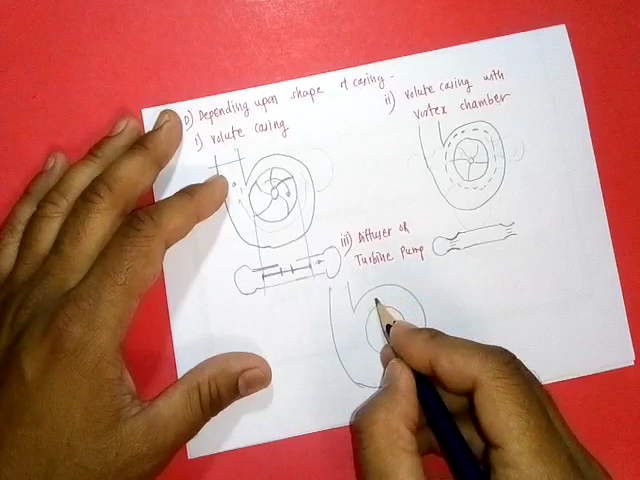 D) Depending upon shape of casing -
i) Volute casing
ii) Volute casing with
Vortex chamber
iii) Diffuser or
Turbine Pump